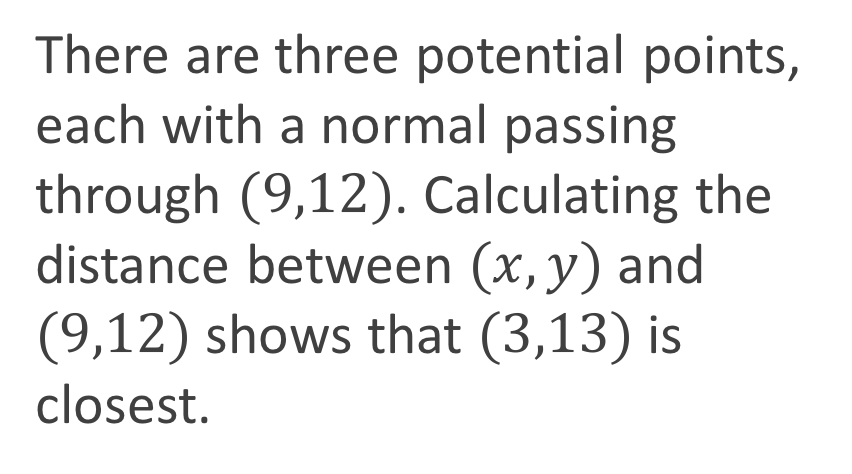 There are three potential points,
each with a normal passing
through (9,12). Calculating the
distance between (x, y) and
(9,12) shows that (3,13) is
closest.